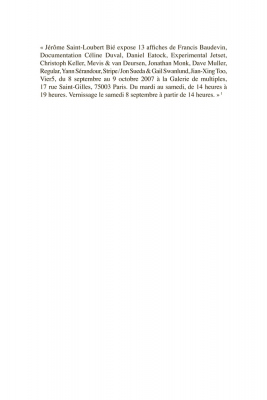 « Jérôme Saint-Loubert Bié expose 13 affiches de Francis Baudevin,
Documentation Céline Duval, Daniel Eatock, Experimental Jetset,
Christoph Keller, Mevis & van Deursen, Jonathan Monk, Dave Muller,
Regular, Yann Sérandour, Stripe/Jon Sueda & Gail Swanlund, Jian-Xing Too,
Vier5, du 8 septembre au 9 octobre 2007 à la Galerie de multiples,
17 rue Saint-Gilles, 75003 Paris. Du mardi au samedi, de 14 heures à
19 heures. Vernissage le samedi 8 septembre à partir de 14 heures. » ¹